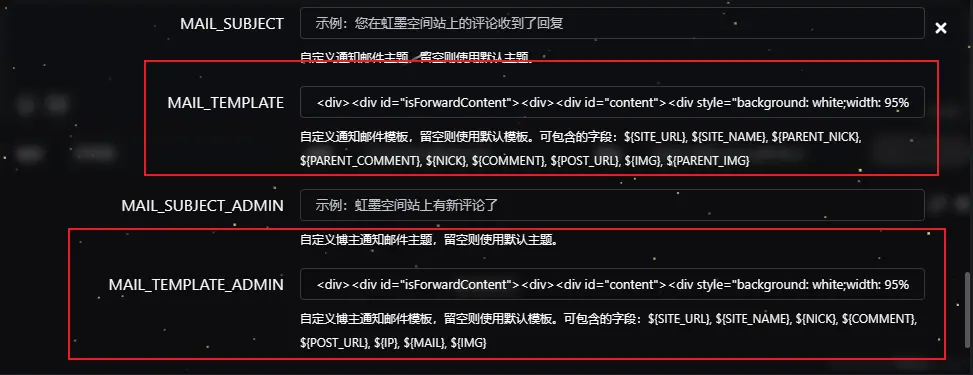 MAIL_SUBJECT
示例：您在虹墨空间站上的评论收到了回复
自定义通知邮件主题，留空则使用默认主题。
MAIL_TEMPLATE
<div><div id="isForwardContent"><div><div id="content"><div style="background: white;width: 95%
自定义通知邮件模板，留空则使用默认模板。可包含的字段：${SITE_URL}, ${SITE_NAME}, ${PARENT_NICK},
${PARENT_COMMENT}, ${NICK}, ${COMMENT}, ${POST_URL}, ${IMG}, ${PARENT_IMG}
MAIL_SUBJECT_ADMIN
示例：虹墨空间站上有新评论了
自定义博主通知邮件主题，留空则使用默认主题。
MAIL_TEMPLATE_ADMIN
<div><div id="isForwardContent"><div><div id="content"><div style="background: white;width: 95%
自定义博主通知邮件模板，留空则使用默认模板。可包含的字段：${SITE_URL}, ${SITE_NAME}, ${NICK}, ${COMMENT},
${POST_URL}, ${IP}, ${MAIL}, ${IMG}